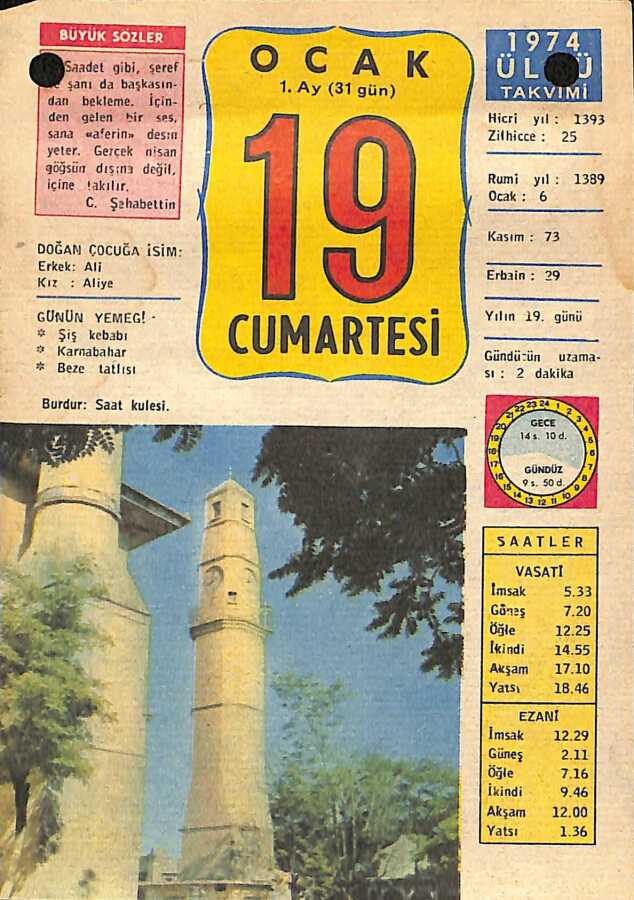 BÜYÜK SÖZLER
Saadet gibi, şeref
şanı da başkasın-
dan bekleme. İçin-
den gelen bir ses,
sana «aferin» desin
yeter. Gerçek nişan
göğsün dışına değil,
içine takılır.
C. Şehabettin
DOĞAN ÇOCUĞA İSİM:
Erkek: Ali
Kız : Aliye
GÜNÜN YEMEĞİ
* Şiş kebabı
* Karnabahar
* Beze tatlısı
Burdur: Saat kulesi.
OCAK
1. Ay (31 gün)
19
CUMARTESİ
1974
TAKVİMİ
Hicri yıl : 1393
Zilhicce : 25
Rumi yıl : 1389
Ocak : 6
Kasım : 73
Erbain : 29
Yılın 19. günü
Gündüzün uzama-
sı : 2 dakika
GECE
14 s. 10 d.
GÜNDÜZ
9 s. 50 d.
SAATLER
VASATİ
İmsak 5.33
Güneş 7.20
Öğle 12.25
İkindi 14.55
Akşam 17.10
Yatsı 18.46
EZANİ
İmsak 12.29
Güneş 2.11
Öğle 7.16
İkindi 9.46
Akşam 12.00
Yatsı 1.36